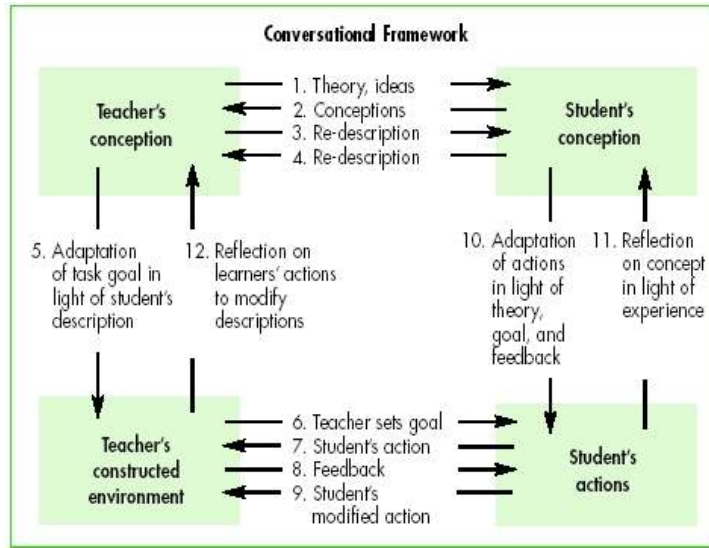 Conversational Framework
Teacher's
conception
1. Theory, ideas
2. Conceptions
3. Re-description
4. Re-description
Student's
conception
5. Adaptation
of task goal in
light of student's
description
12. Reflection on
learners' actions
to modify
descriptions
10. Adaptation
of actions
in light of
theory,
goal, and
feedback
11. Reflection
on concept
in light of
experience
Teacher's
constructed
environment
6. Teacher sets goal
7. Student's action
8. Feedback
9. Student's
modified action
Student's
actions